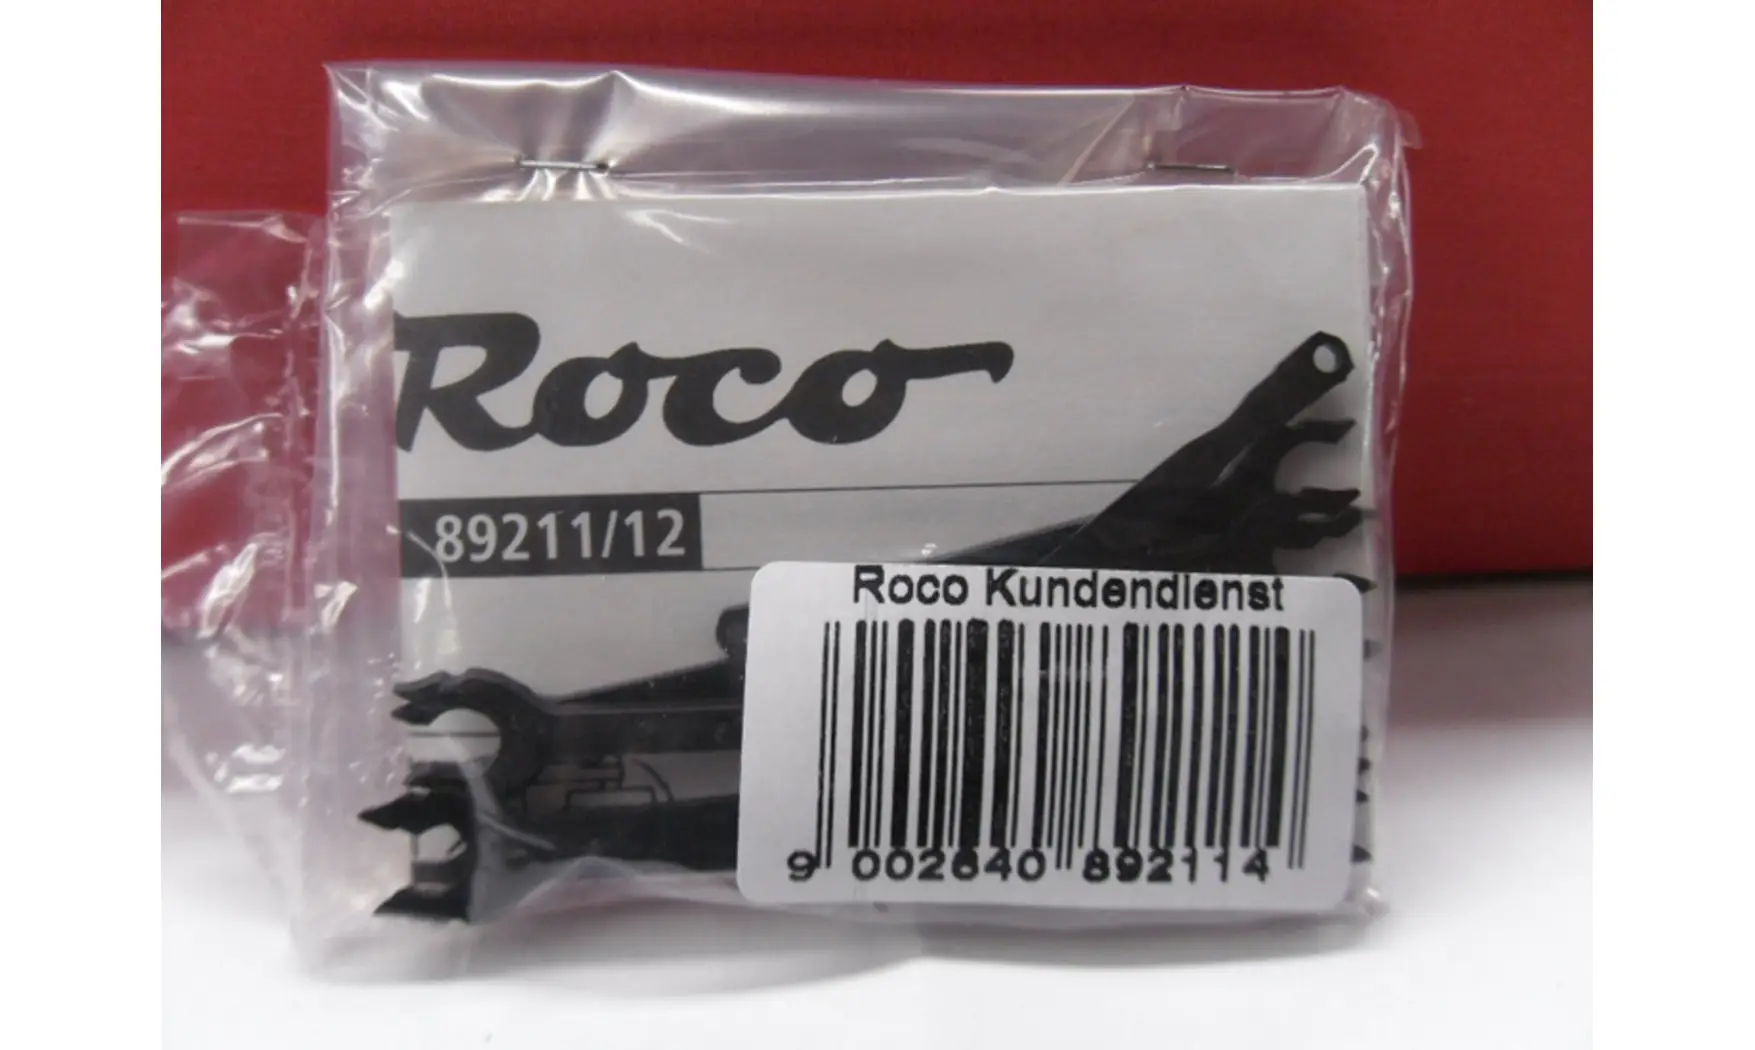 Roco
89211/12
Roco Kundendienst
9 002640 892114